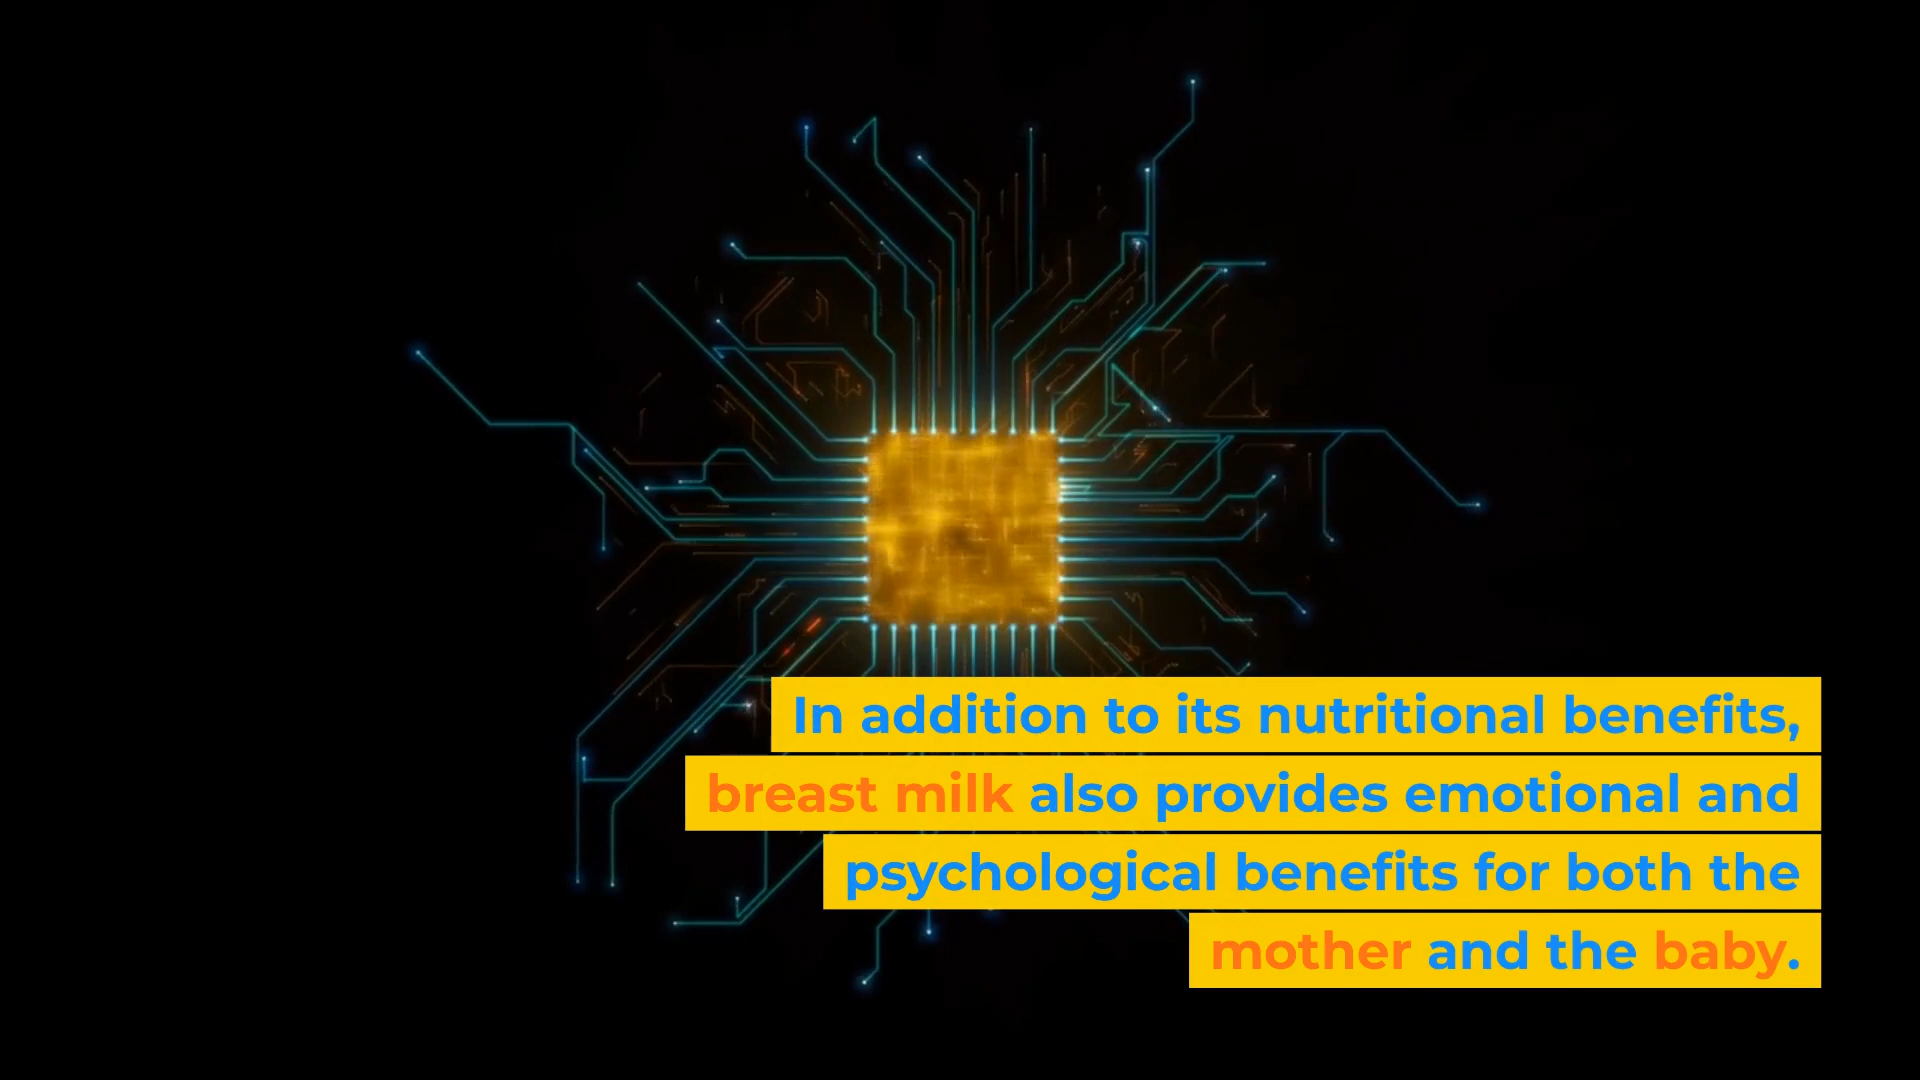 In addition to its nutritional benefits,
breast milk also provides emotional and
psychological benefits for both the
mother and the baby.